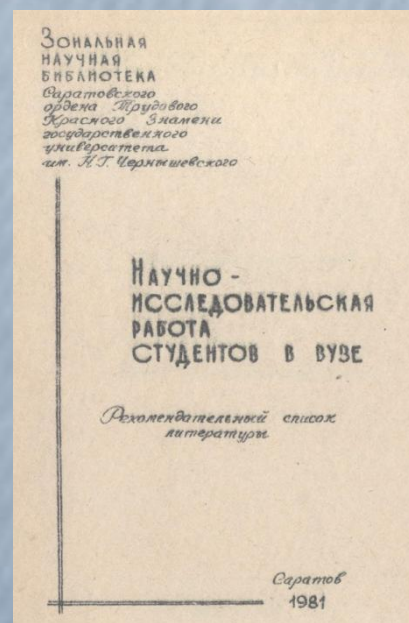 Зональная
научная
библиотека
Саратовского
ордена Трудового
Красного Знамени
государственного
университета
им. Н.Г. Чернышевского
Научно-
исследовательская
работа
студентов в вузе
Рекомендательный список
литературы
Саратов
1981